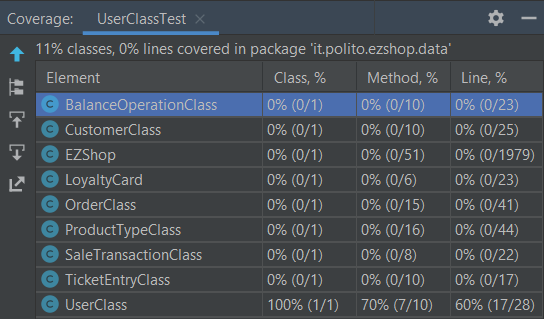 Coverage: UserClassTest
11% classes, 0% lines covered in package 'it.polito.ezshop.data'
Element Class, % Method, % Line, %
C BalanceOperationClass 0% (0/1) 0% (0/10) 0% (0/23)
C CustomerClass 0% (0/1) 0% (0/10) 0% (0/25)
C EZShop 0% (0/1) 0% (0/51) 0% (0/1979)
C LoyaltyCard 0% (0/1) 0% (0/6) 0% (0/23)
C OrderClass 0% (0/1) 0% (0/15) 0% (0/41)
C ProductTypeClass 0% (0/1) 0% (0/16) 0% (0/44)
C SaleTransactionClass 0% (0/1) 0% (0/8) 0% (0/22)
C TicketEntryClass 0% (0/1) 0% (0/10) 0% (0/17)
C UserClass 100% (1/1) 70% (7/10) 60% (17/28)